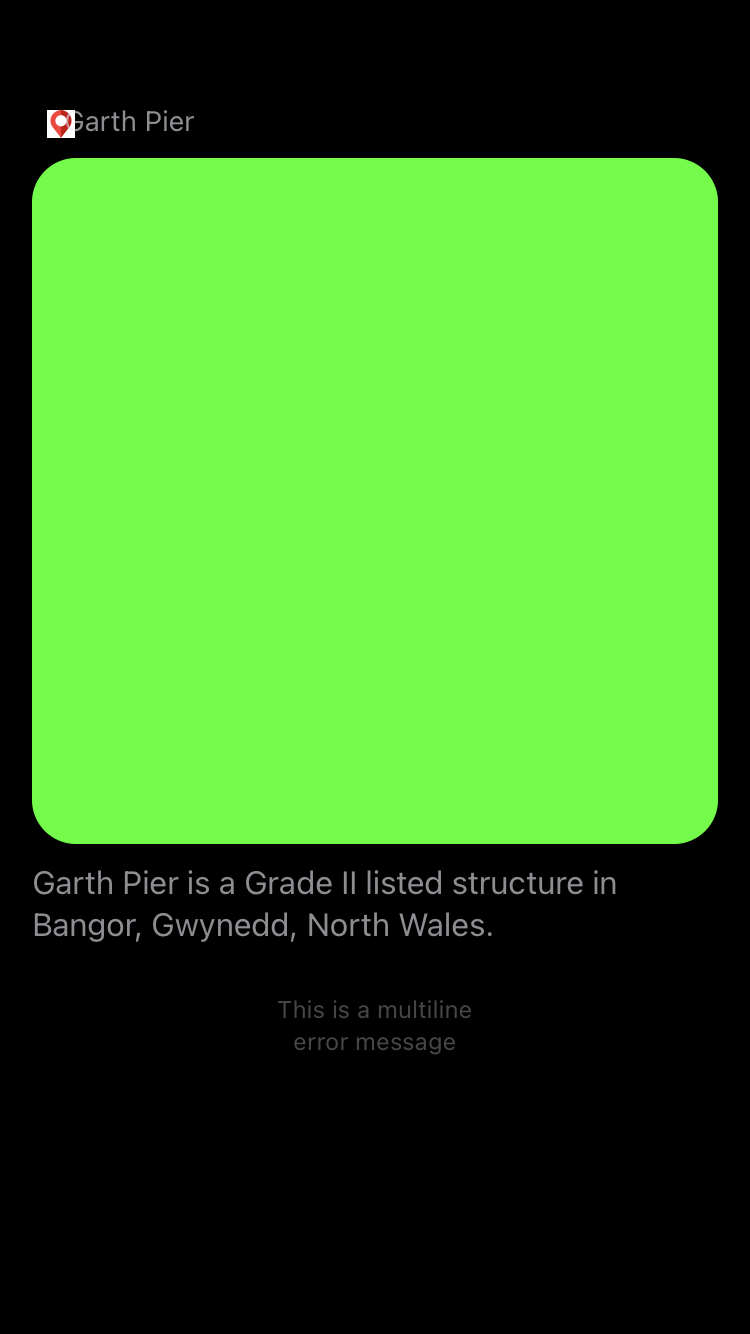 Garth Pier
Garth Pier is a Grade II listed structure in
Bangor, Gwynedd, North Wales.
This is a multiline
error message